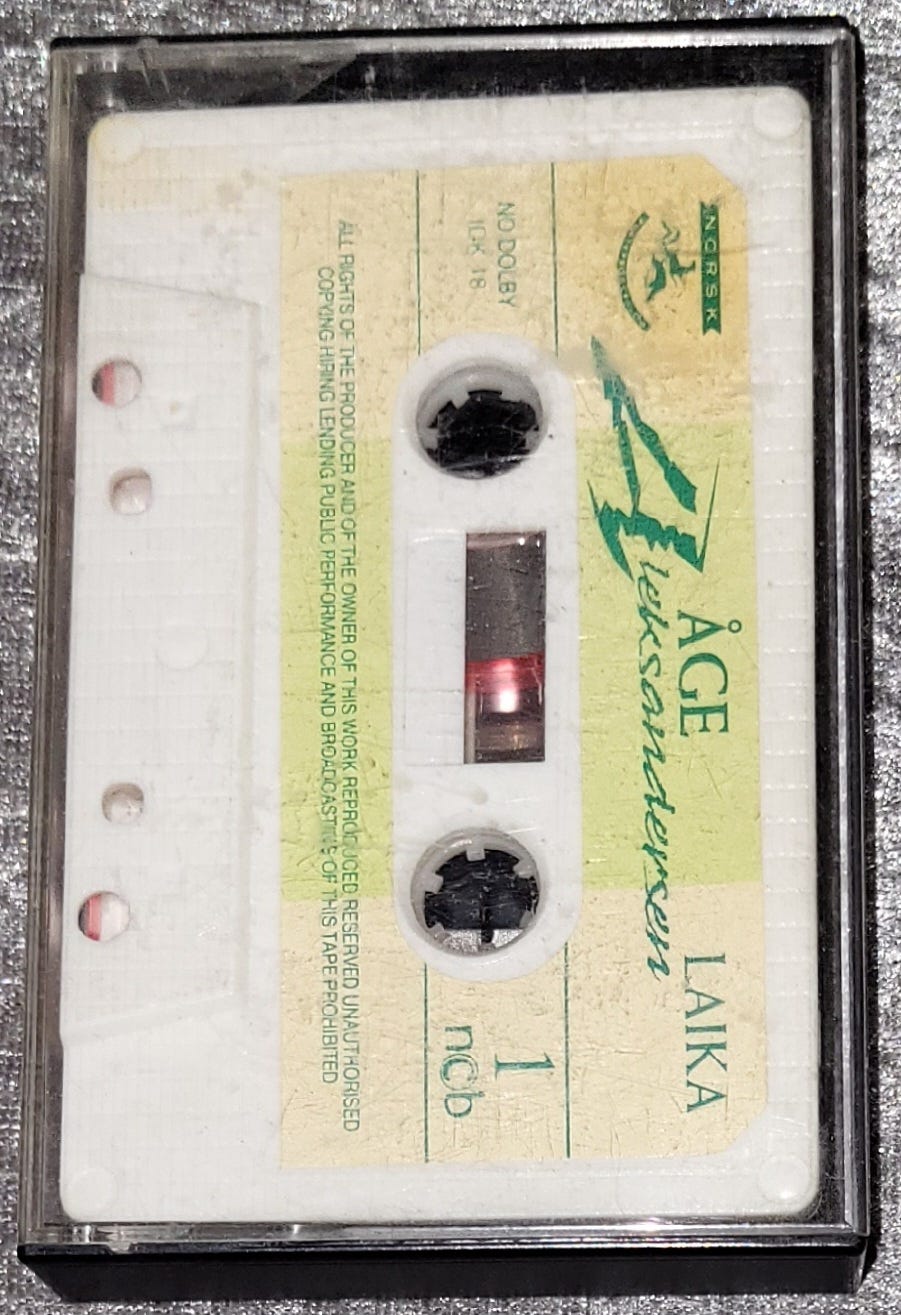 NORSK
ÅGE
Aleksandersen
LAIKA
NO DOLBY
IDK 18
1
n©b
ALL RIGHTS OF THE PRODUCER AND OF THE OWNER OF THIS WORK REPRODUCED RESERVED UNAUTHORISED
COPYING HIRING LENDING PUBLIC PERFORMANCE AND BROADCASTING OF THIS TAPE PROHIBITED